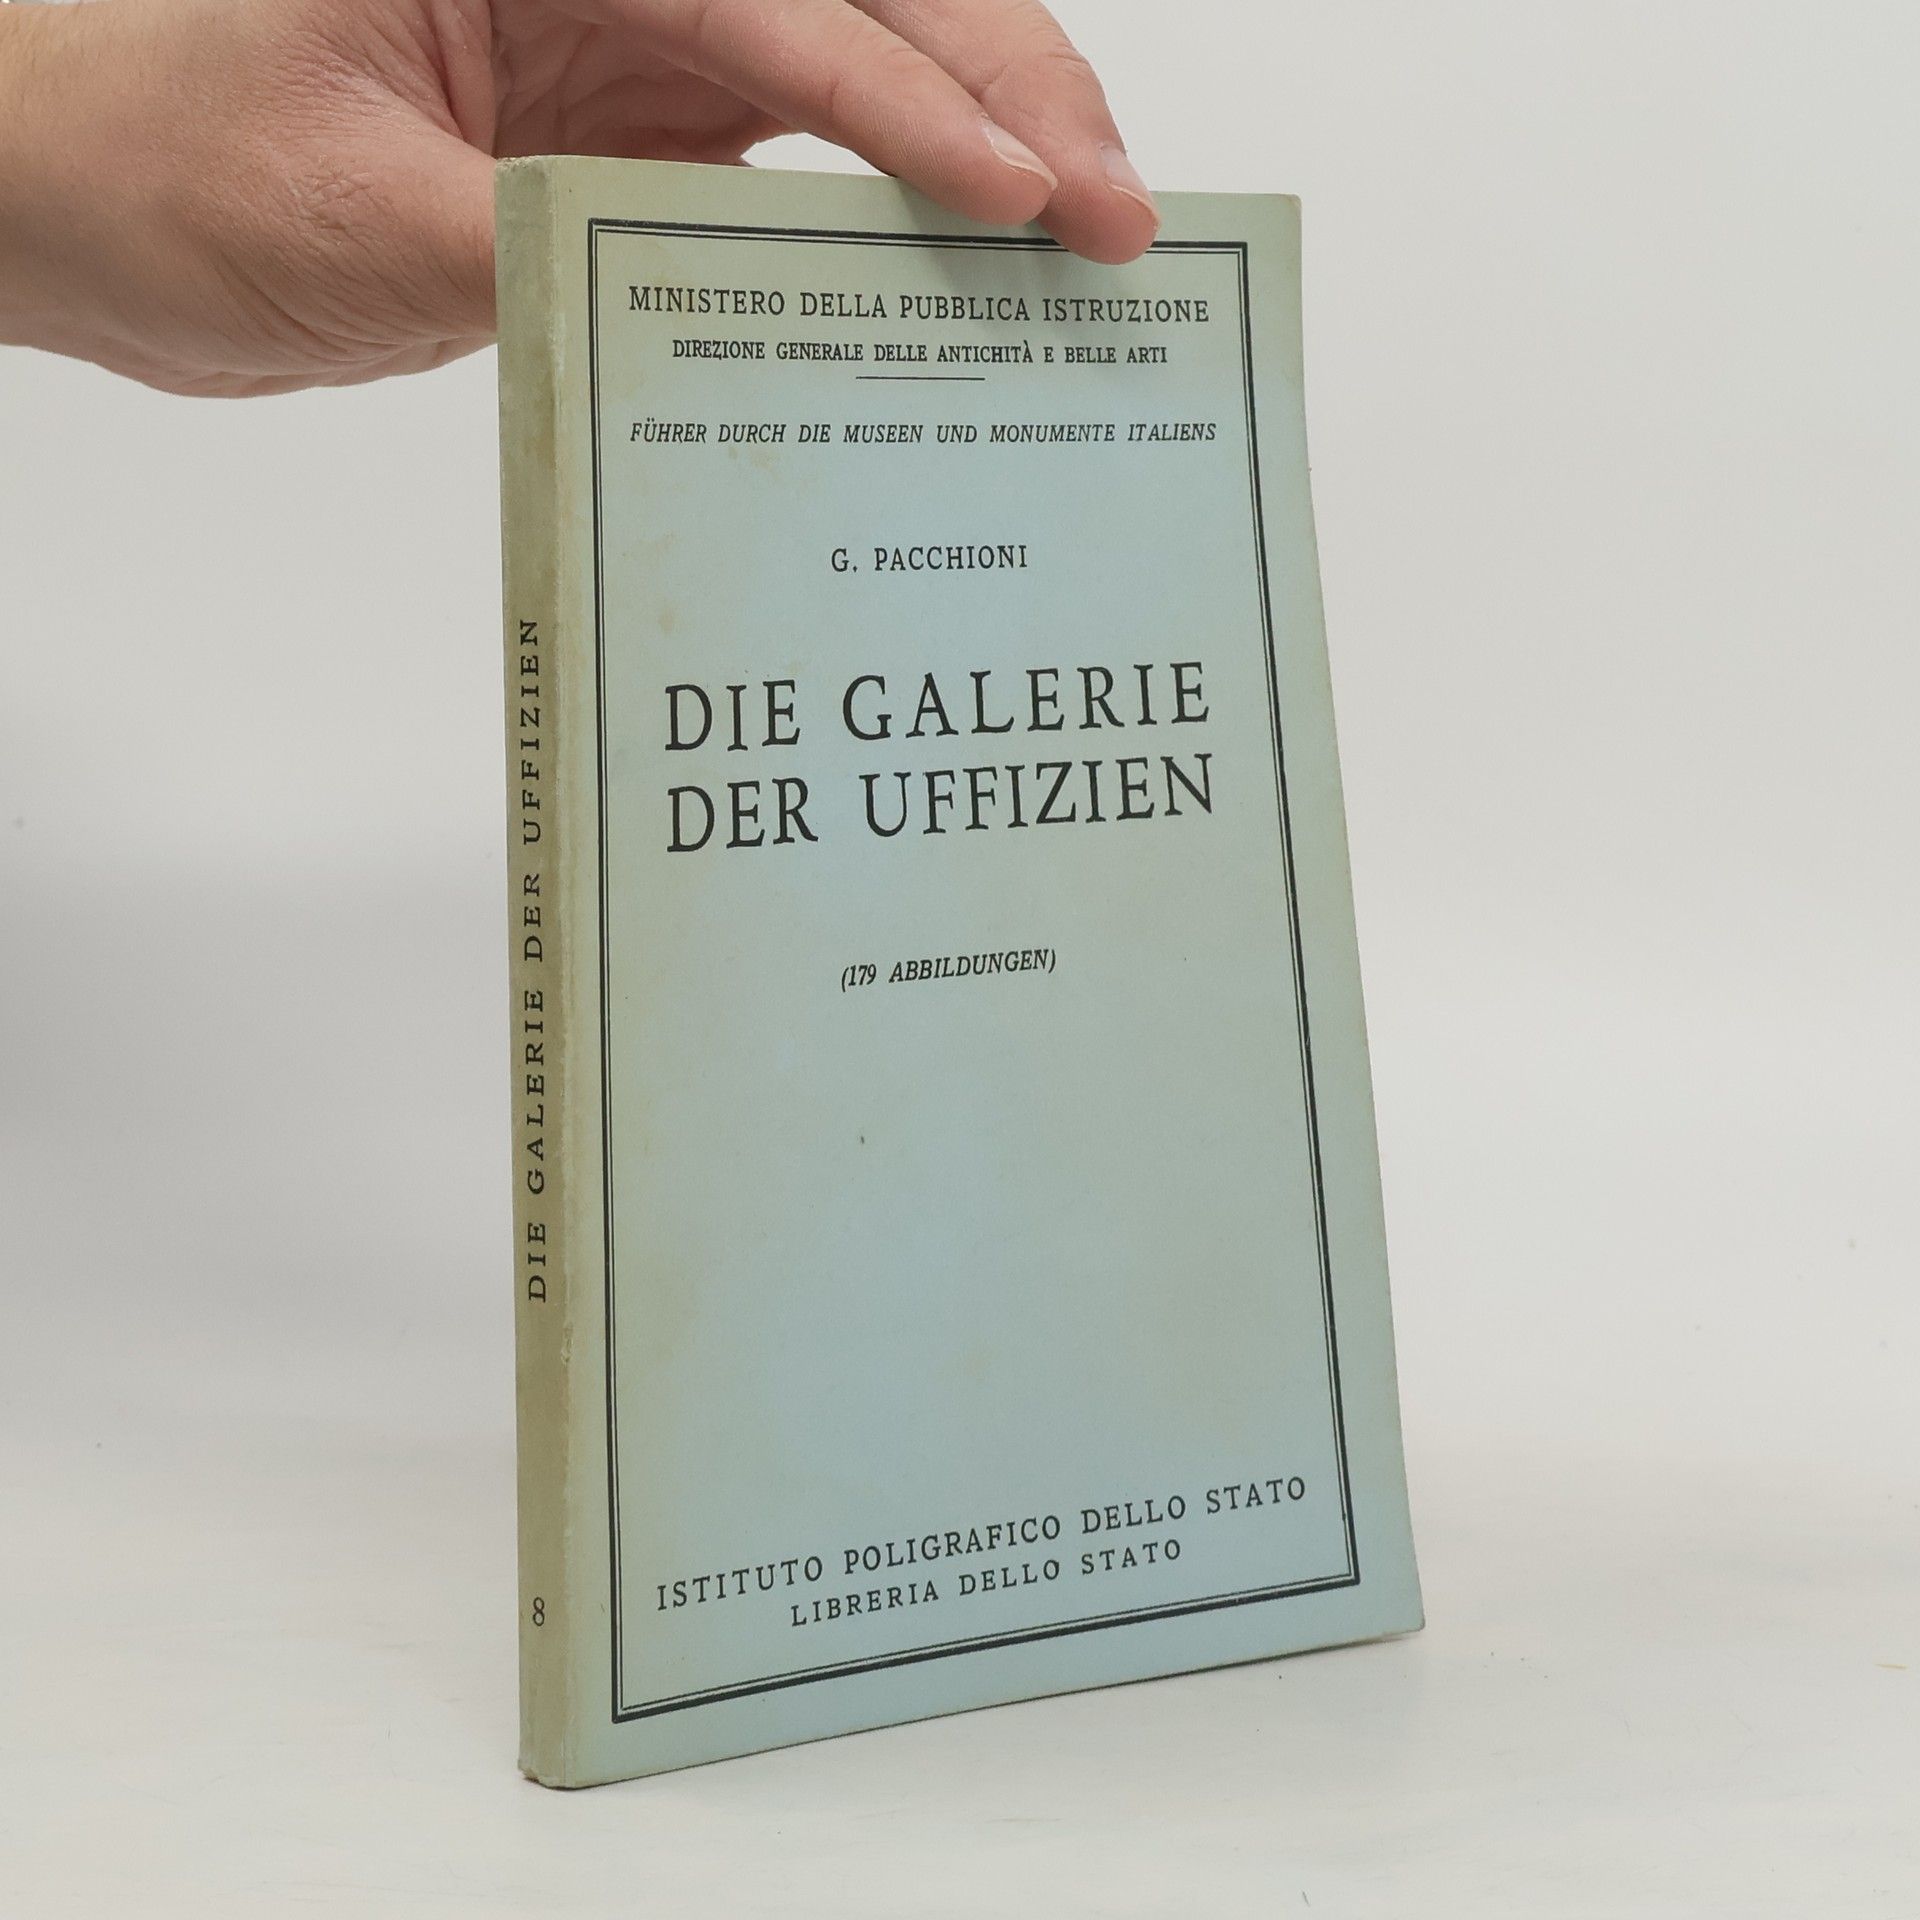 MINISTERO DELLA PUBBLICA ISTRUZIONE
DIREZIONE GENERALE DELLE ANTICHITÀ E BELLE ARTI
FÜHRER DURCH DIE MUSEEN UND MONUMENTE ITALIENS
G. PACCHIONI
DIE GALERIE
DER UFFIZIEN
(179 ABBILDUNGEN)
ISTITUTO POLIGRAFICO DELLO STATO
LIBRERIA DELLO STATO
DIE GALERIE DER UFFIZIEN
8